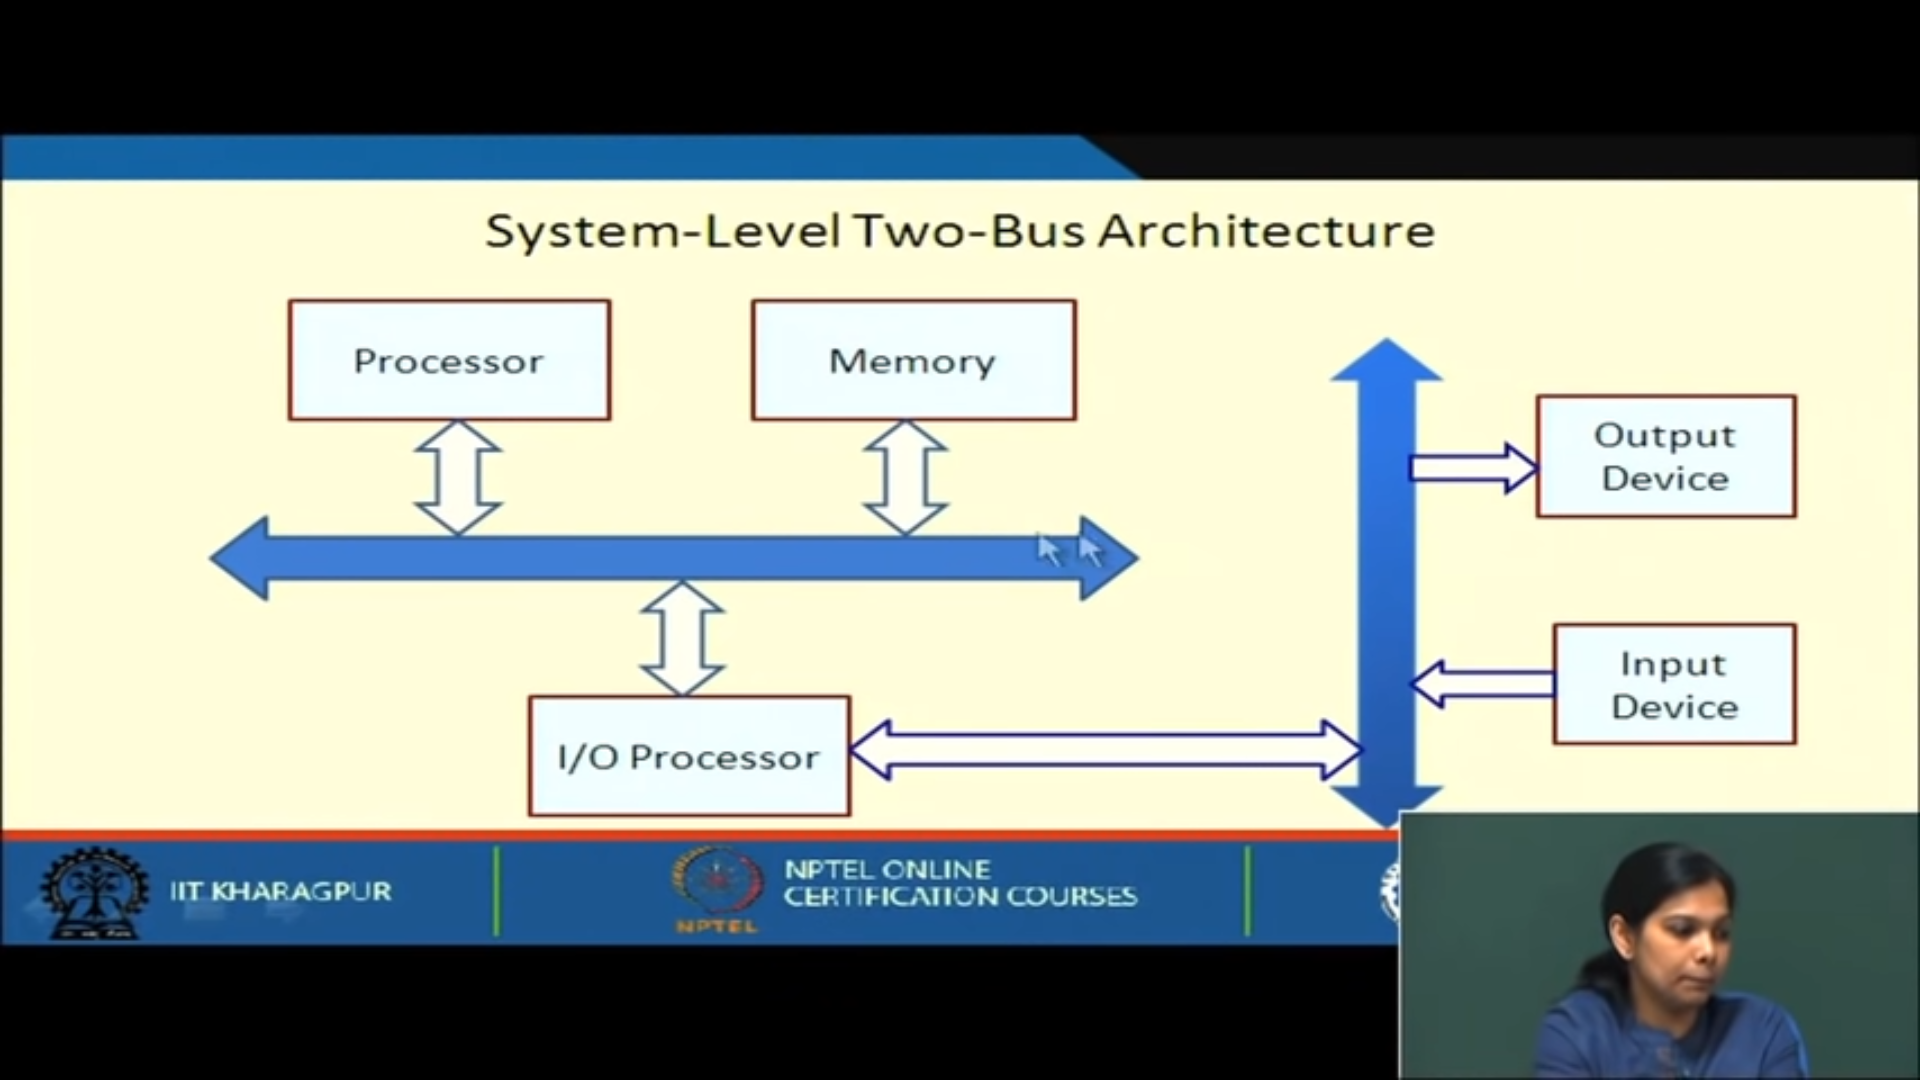 System-Level Two-Bus Architecture
Processor
Memory
Output
Device
Input
Device
I/O Processor
IIT KHARAGPUR
NPTEL ONLINE
CERTIFICATION COURSES
NPTEL